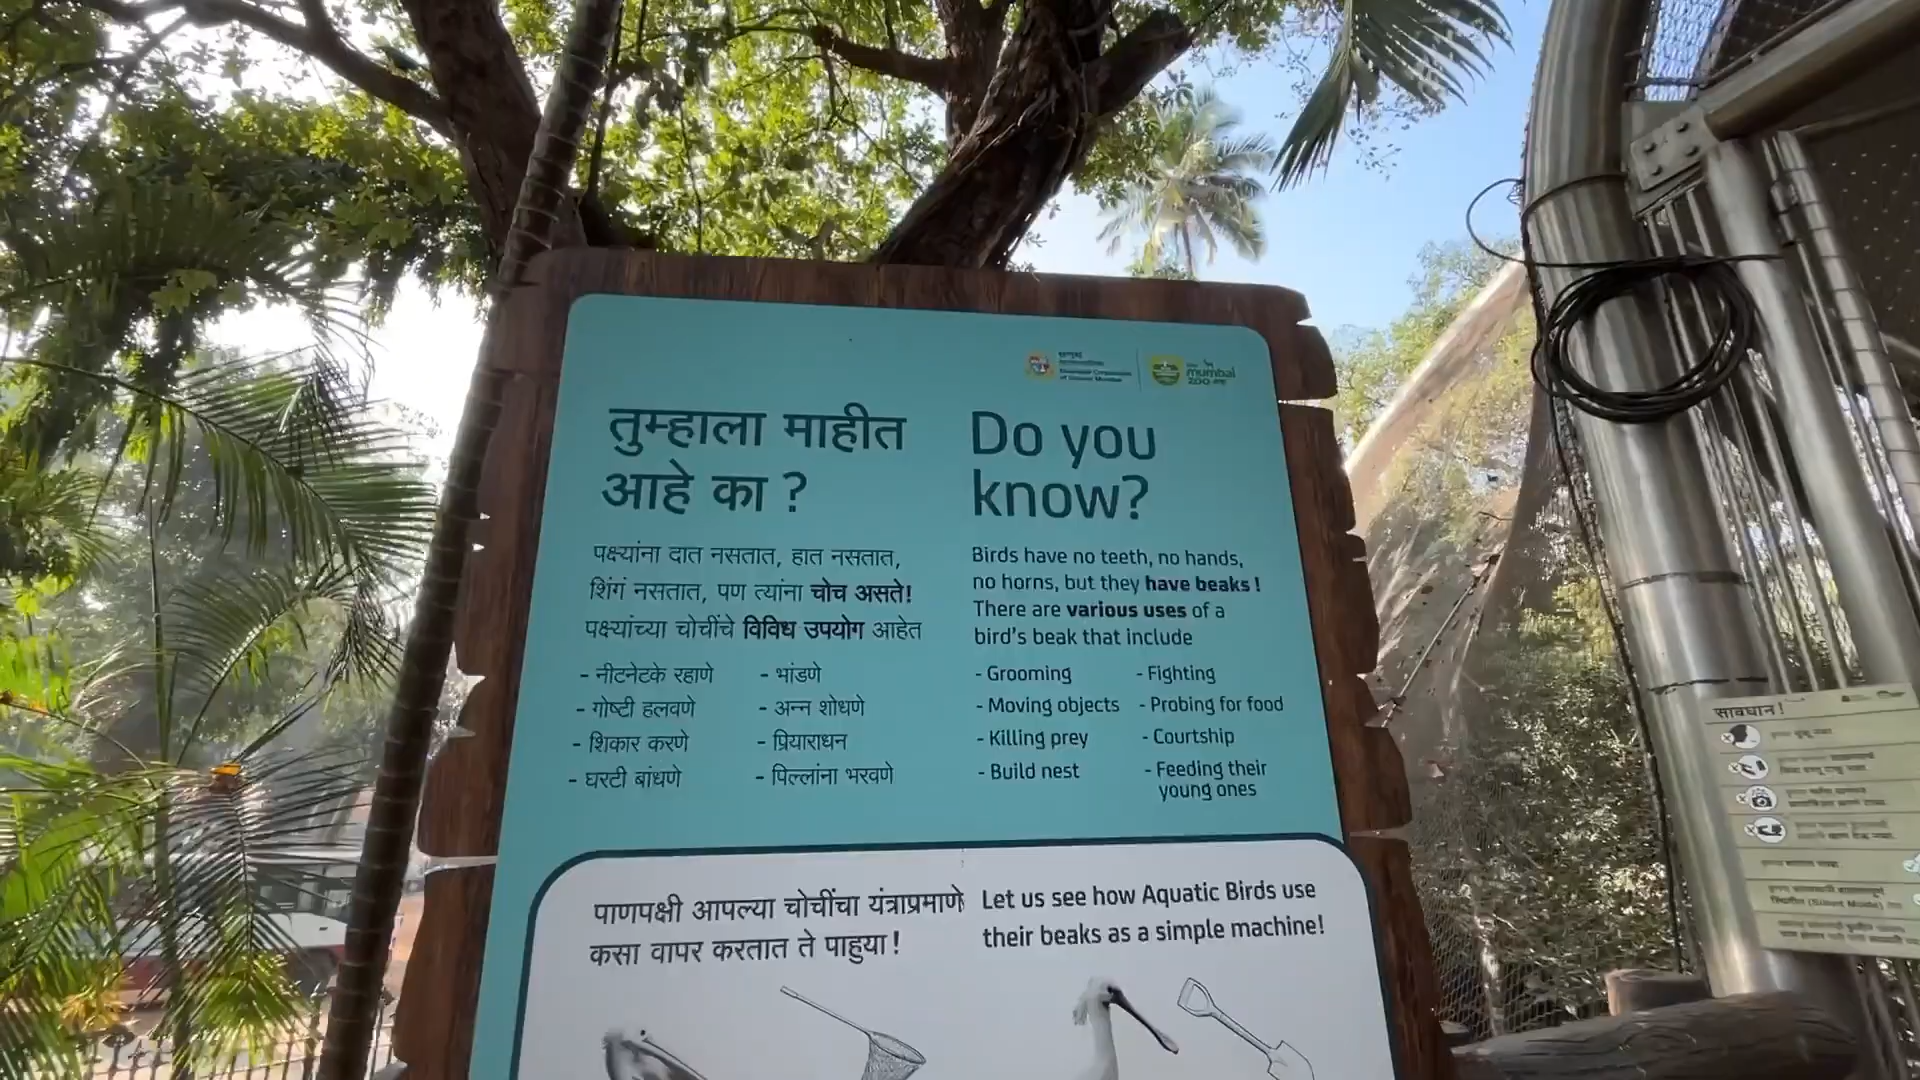 the mumbai zoo
तुम्हाला माहीत
आहे का ?
पक्ष्यांना दात नसतात, हात नसतात,
शिंगं नसतात, पण त्यांना चोच असते!
पक्ष्यांच्या चोचींचे विविध उपयोग आहेत
- नीटनेटके रहाणे
- गोष्टी हलवणे
- शिकार करणे
- घरटी बांधणे
- भांडणे
- अन्न शोधणे
- प्रियाराधन
- पिल्लांना भरवणे
Do you
know?
Birds have no teeth, no hands,
no horns, but they have beaks !
There are various uses of a
bird's beak that include
- Grooming
- Moving objects
- Killing prey
- Build nest
- Fighting
- Probing for food
- Courtship
- Feeding their
young ones
पाणपक्षी आपल्या चोचींचा यंत्राप्रमाणे
कसा वापर करतात ते पाहुया !
Let us see how Aquatic Birds use
their beaks as a simple machine!
सावधान !
(Silent Mode)